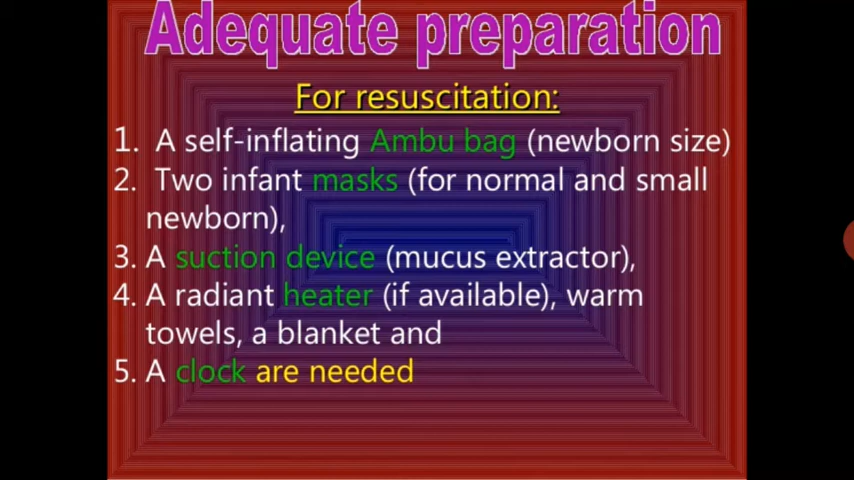 Adequate preparation
For resuscitation:
1. A self-inflating Ambu bag (newborn size)
2. Two infant masks (for normal and small
newborn),
3. A suction device (mucus extractor),
4. A radiant heater (if available), warm
towels, a blanket and
5. A clock are needed